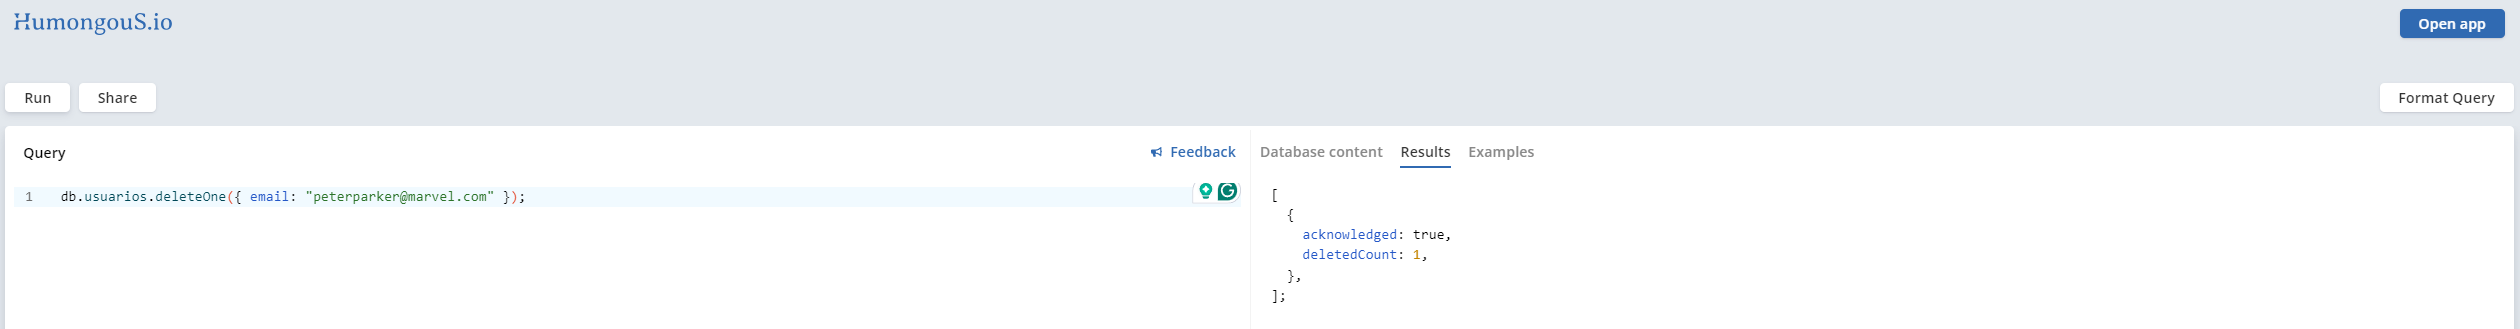 HumongouS.io
Open app
Run Share
Format Query
Query
Feedback
1 db.usuarios.deleteOne({ email: "peterparker@marvel.com" });
Database content Results Examples
[
{
acknowledged: true,
deletedCount: 1,
},
];